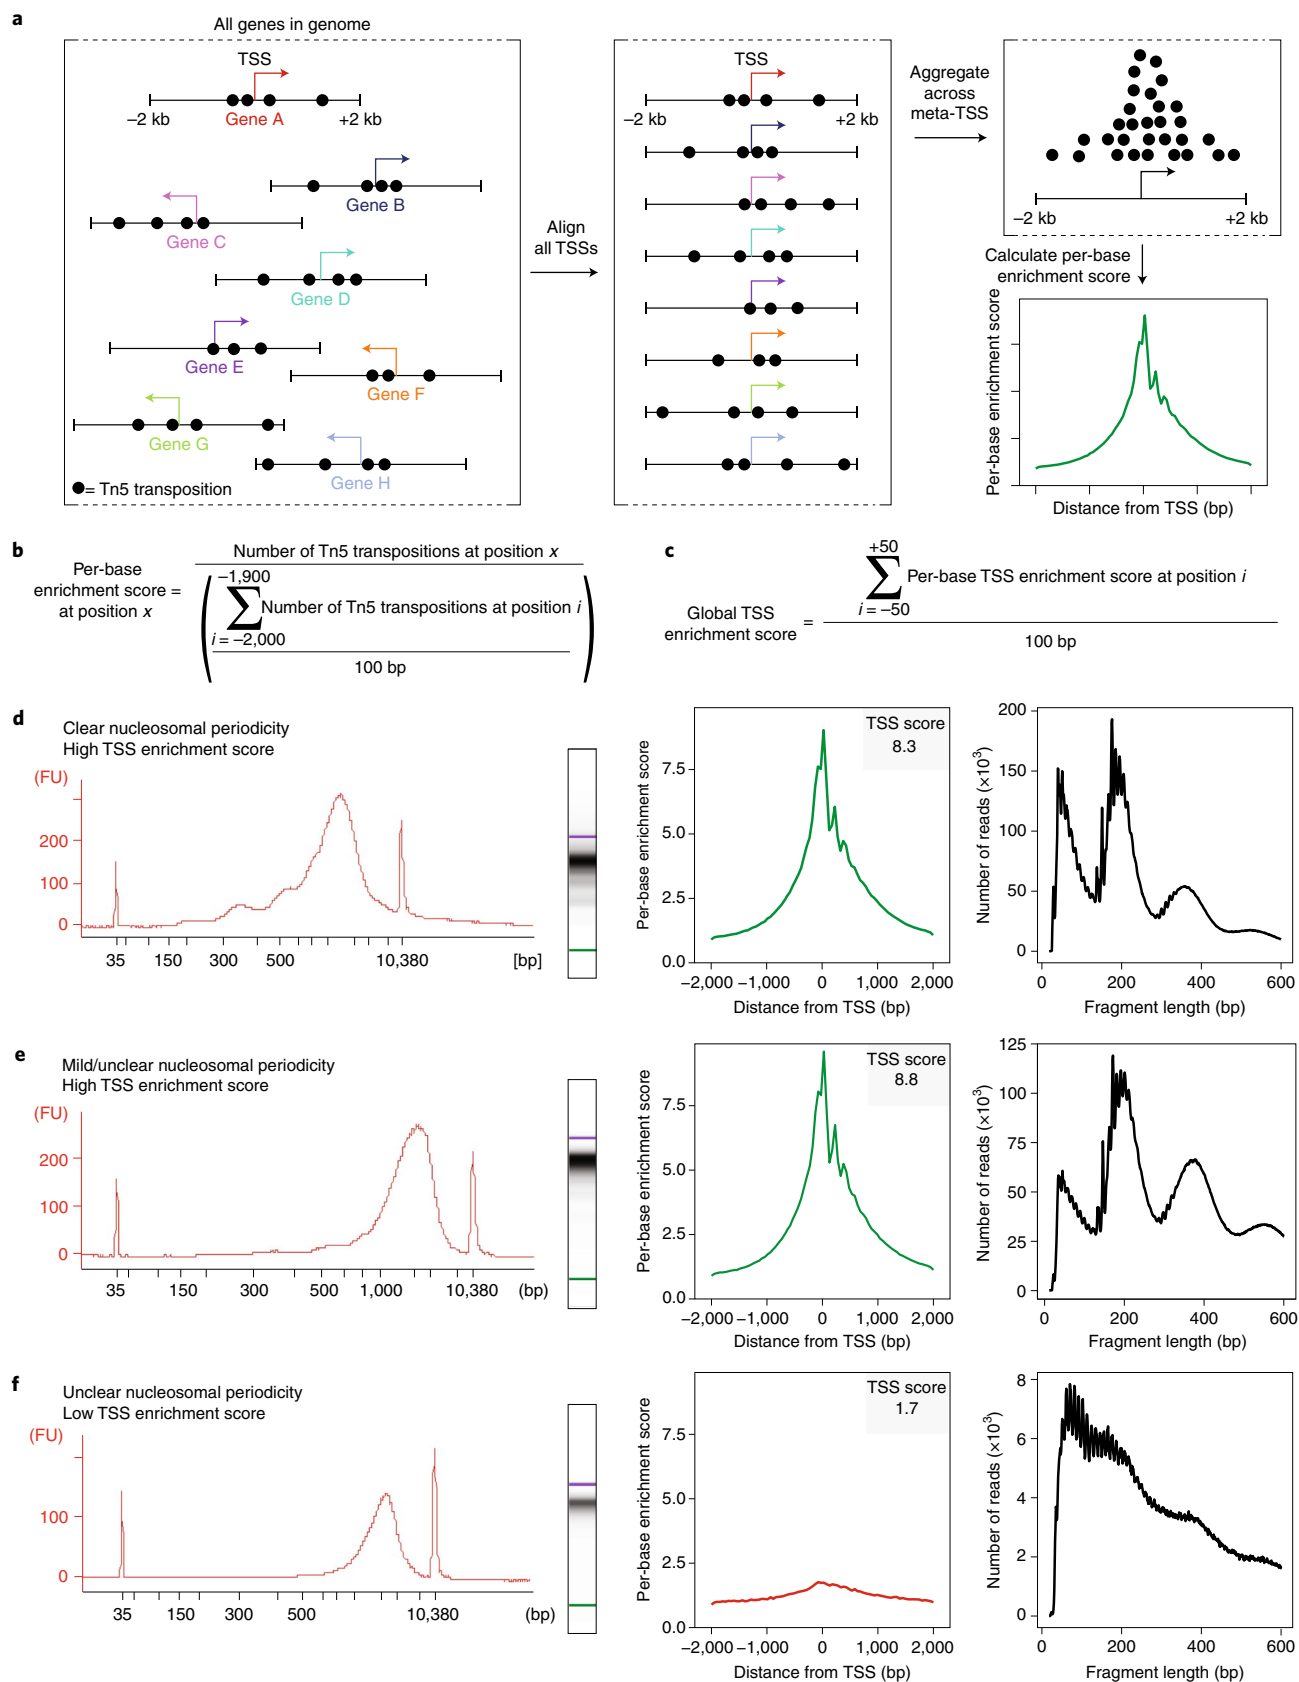 a
All genes in genome
TSS
−2 kb
Gene A
+2 kb
Gene B
Gene C
Gene D
Gene E
Gene F
Gene G
Gene H
= Tn5 transposition
Align
all TSSs
TSS
−2 kb
+2 kb
Aggregate
across
meta-TSS
−2 kb
+2 kb
Calculate per-base
enrichment score
Per-base enrichment score
Distance from TSS (bp)
b
Per-base
enrichment score =
at position x
Number of Tn5 transpositions at position x
−1,900
∑ Number of Tn5 transpositions at position i
i = −2,000
100 bp
c
Global TSS
enrichment score
=
+50
∑ Per-base TSS enrichment score at position i
i = −50
100 bp
d
Clear nucleosomal periodicity
High TSS enrichment score
(FU)
200
100
0
35 150 300 500 10,380 [bp]
Per-base enrichment score
7.5
5.0
2.5
0.0
TSS score
8.3
−2,000 −1,000 0 1,000 2,000
Distance from TSS (bp)
Number of reads (×10³)
200
150
100
50
0
0 200 400 600
Fragment length (bp)
e
Mild/unclear nucleosomal periodicity
High TSS enrichment score
(FU)
200
100
0
35 150 300 500 1,000 10,380 (bp)
Per-base enrichment score
7.5
5.0
2.5
0.0
TSS score
8.8
−2,000 −1,000 0 1,000 2,000
Distance from TSS (bp)
Number of reads (×10³)
125
100
75
50
25
0
0 200 400 600
Fragment length (bp)
f
Unclear nucleosomal periodicity
Low TSS enrichment score
(FU)
100
0
35 150 300 500 10,380 (bp)
Per-base enrichment score
7.5
5.0
2.5
0.0
TSS score
1.7
−2,000 −1,000 0 1,000 2,000
Distance from TSS (bp)
Number of reads (×10³)
8
6
4
2
0
0 200 400 600
Fragment length (bp)